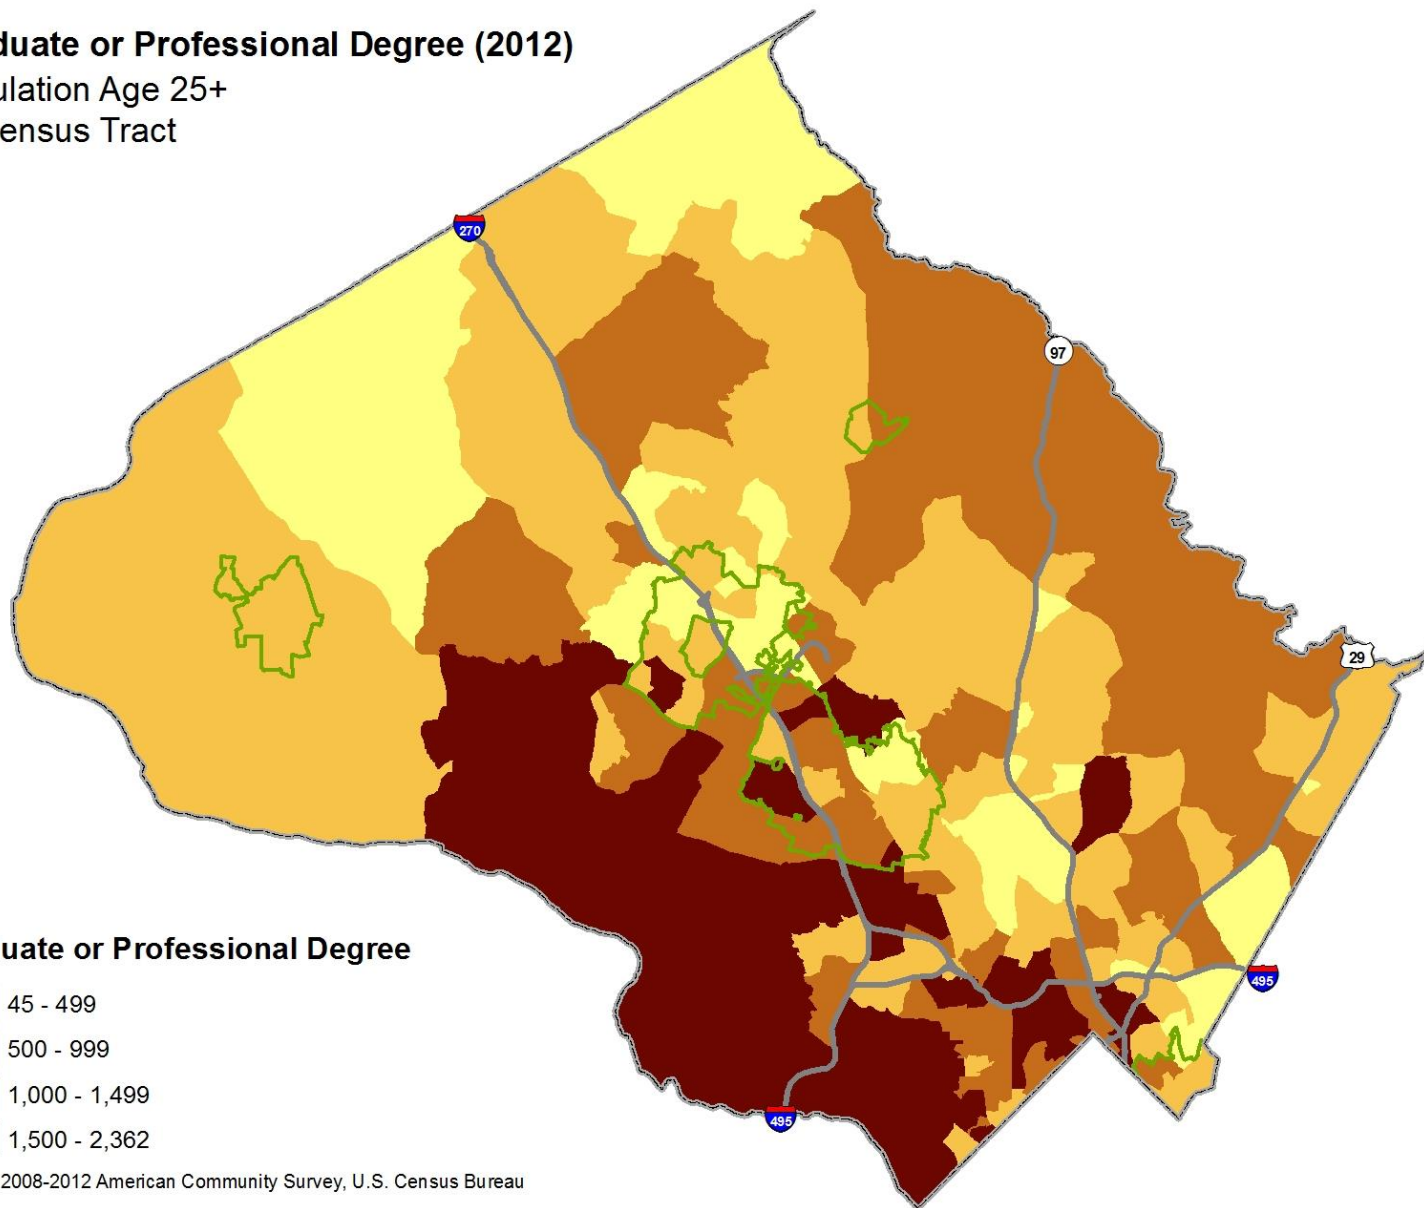 duate or Professional Degree (2012)
ulation Age 25+
ensus Tract
270
97
29
uate or Professional Degree
45 - 499
500 - 999
1,000 - 1,499
1,500 - 2,362
2008-2012 American Community Survey, U.S. Census Bureau
495
495